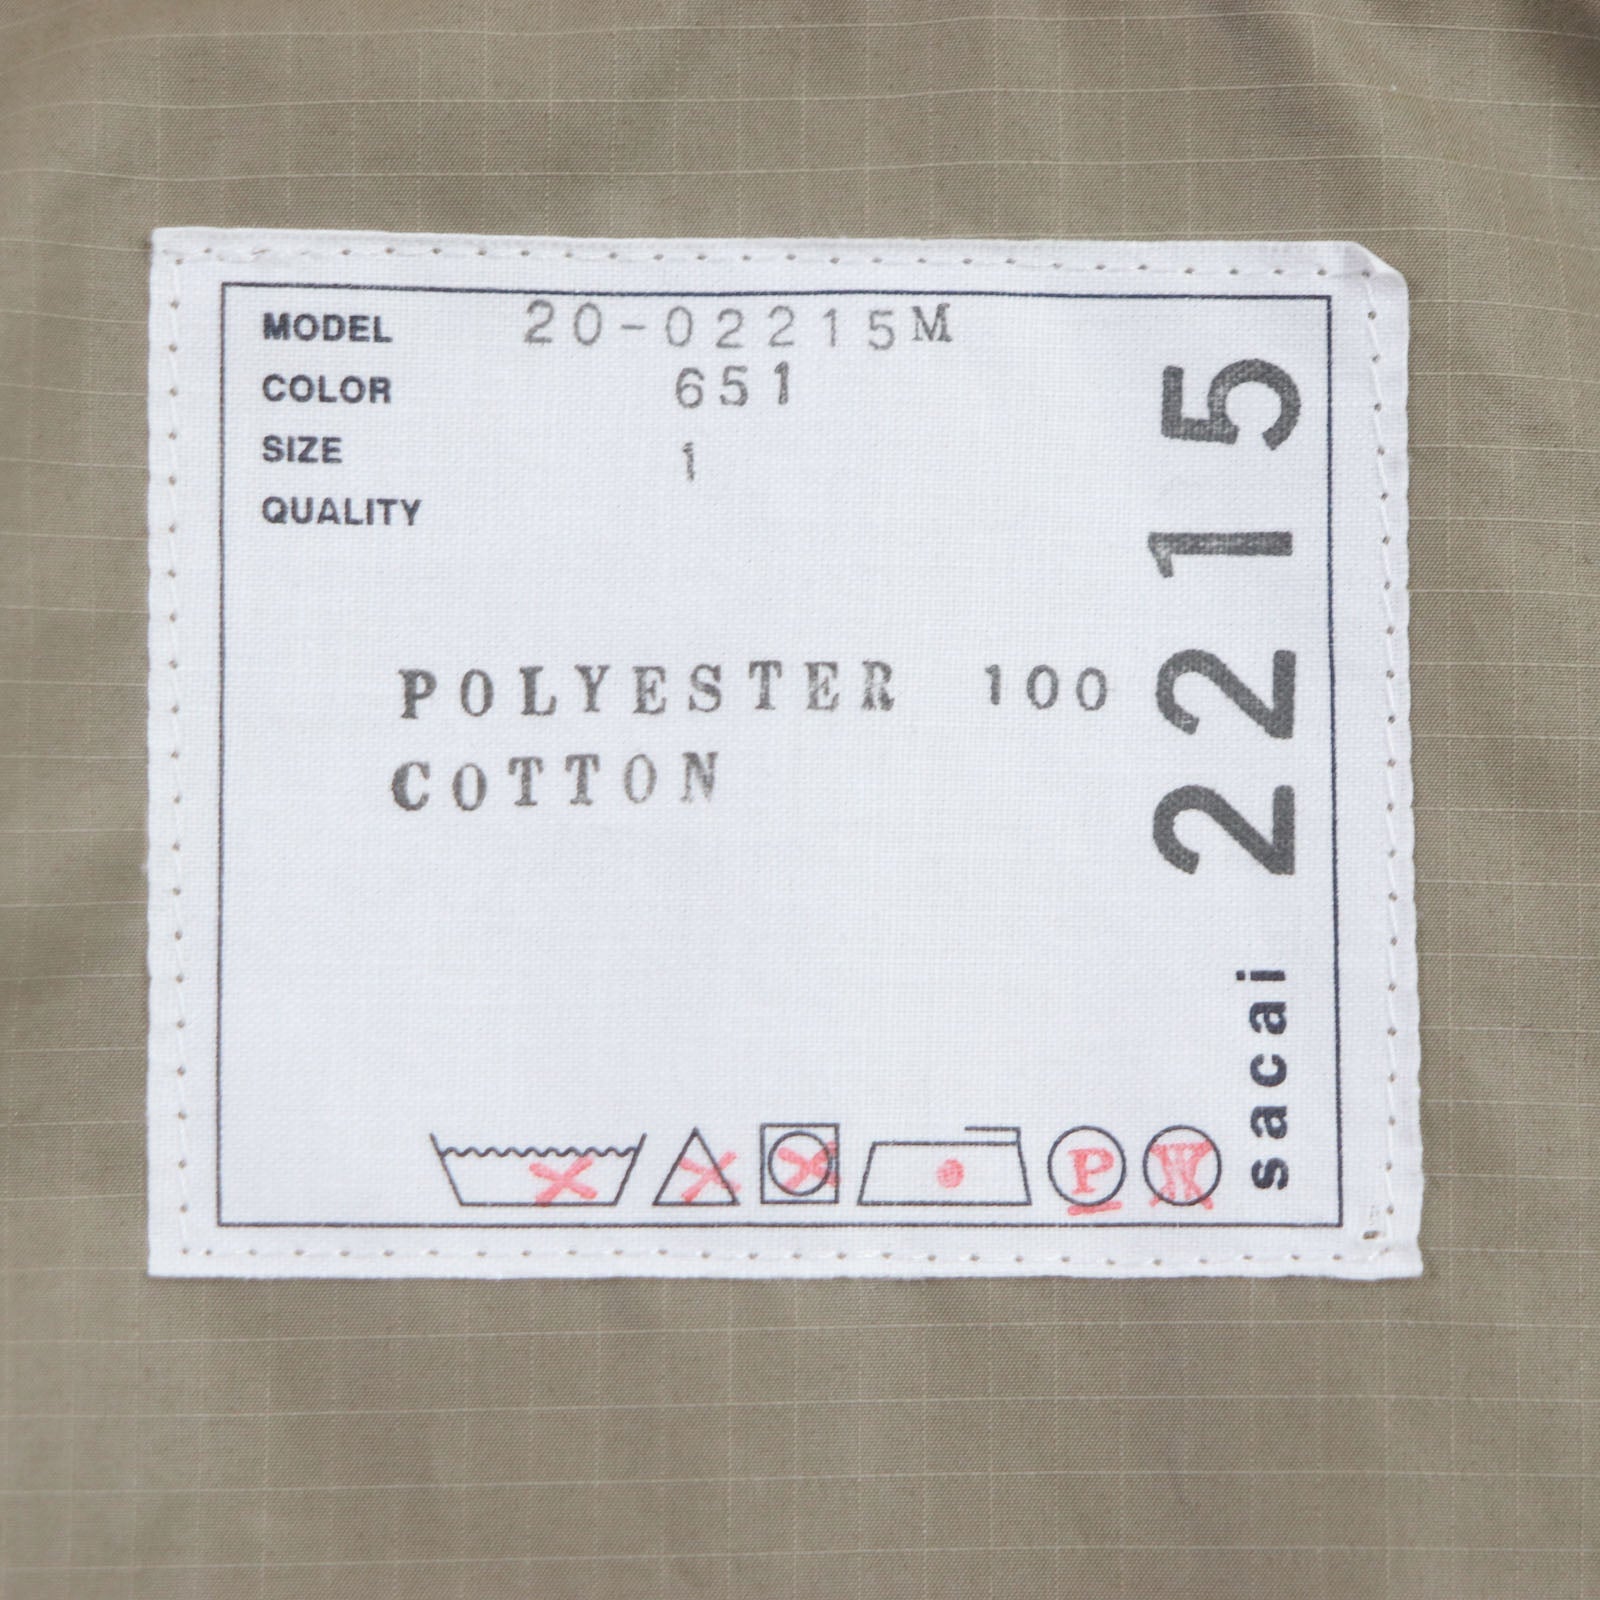 MODEL 20-02215M
COLOR 651
SIZE 1
QUALITY
POLYESTER 100
COTTON
P
W
sacai 2215